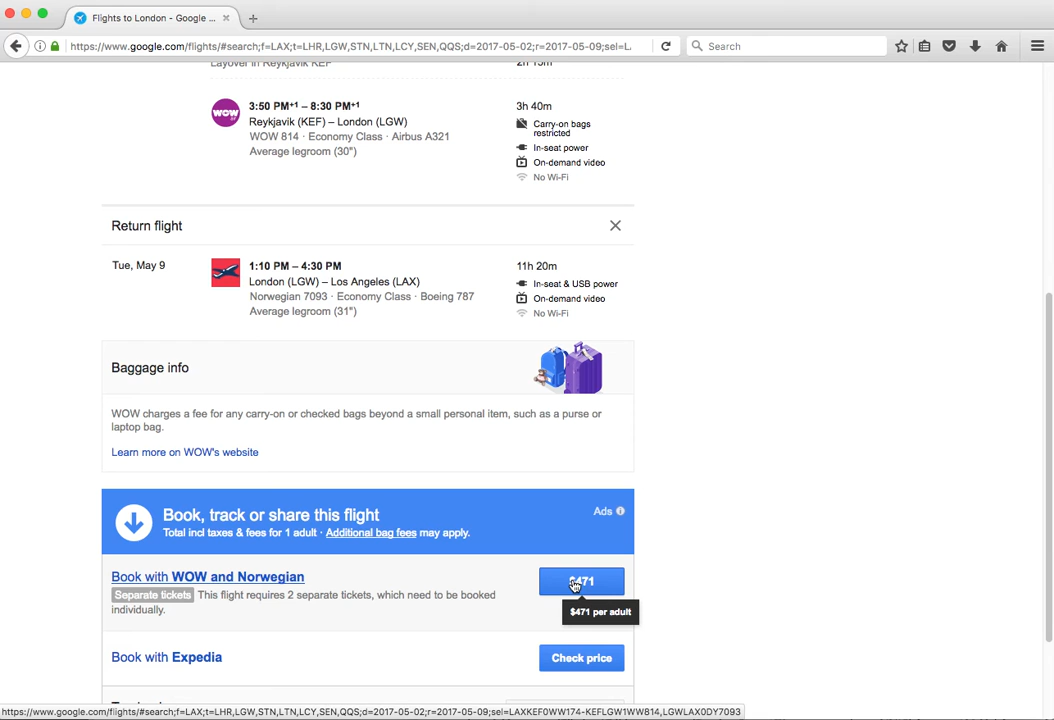 Flights to London - Google ...
https://www.google.com/flights/#search;f=LAX;t=LHR,LGW,STN,LTN,LCY,SEN,QQS;d=2017-05-02;r=2017-05-09;sel=L.
Search
Layover in Reykjavik KEF
2h 15m
wow
3:50 PM+1 – 8:30 PM+1
3h 40m
Reykjavik (KEF) – London (LGW)
WOW 814 · Economy Class · Airbus A321
Average legroom (30")
Carry-on bags
restricted
In-seat power
On-demand video
No Wi-Fi
Return flight
Tue, May 9
1:10 PM – 4:30 PM
11h 20m
London (LGW) – Los Angeles (LAX)
Norwegian 7093 · Economy Class · Boeing 787
Average legroom (31")
In-seat & USB power
On-demand video
No Wi-Fi
Baggage info
WOW charges a fee for any carry-on or checked bags beyond a small personal item, such as a purse or
laptop bag.
Learn more on WOW's website
Book, track or share this flight
Ads
Total incl taxes & fees for 1 adult · Additional bag fees may apply.
Book with WOW and Norwegian
$471
Separate tickets This flight requires 2 separate tickets, which need to be booked
individually.
$471 per adult
Book with Expedia
Check price
https://www.google.com/flights/#search;f=LAX;t=LHR,LGW,STN,LTN,LCY,SEN,QQS;d=2017-05-02;r=2017-05-09;sel=LAXKEF0WW174-KEFLGW1WW814,LGWLAX0DY7093